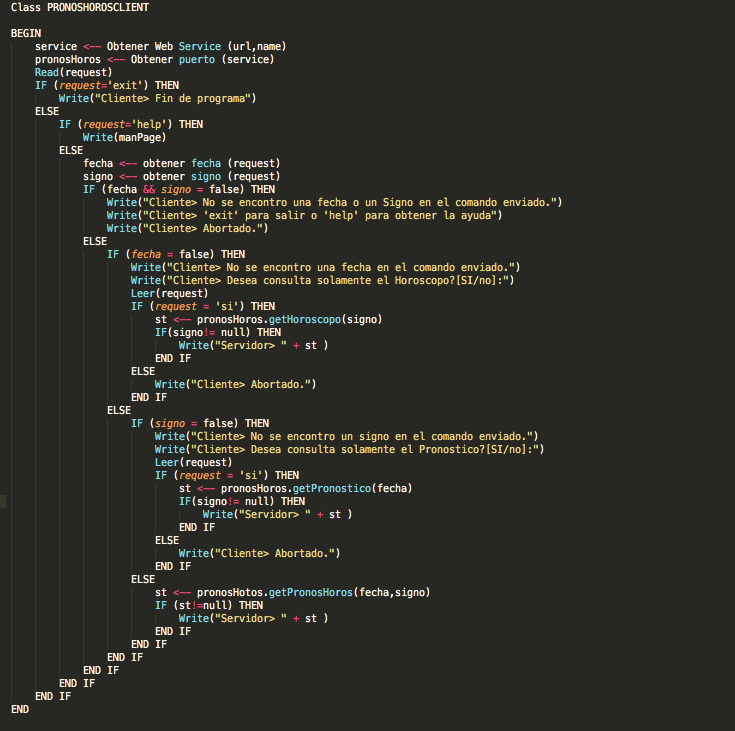 Class PRONOSHOROSCLIENT
BEGIN
service <-- Obtener Web Service (url,name)
pronosHoros <-- Obtener puerto (service)
Read(request)
IF (request='exit') THEN
Write("Cliente> Fin de programa")
ELSE
IF (request='help') THEN
Write(manPage)
ELSE
fecha <-- obtener fecha (request)
signo <-- obtener signo (request)
IF (fecha && signo = false) THEN
Write("Cliente> No se encontro una fecha o un Signo en el comando enviado.")
Write("Cliente> 'exit' para salir o 'help' para obtener la ayuda")
Write("Cliente> Abortado.")
ELSE
IF (fecha = false) THEN
Write("Cliente> No se encontro una fecha en el comando enviado.")
Write("Cliente> Desea consulta solamente el Horoscopo?[SI/no]:")
Leer(request)
IF (request = 'si') THEN
st <-- pronosHoros.getHoroscopo(signo)
IF(signo!= null) THEN
Write("Servidor> " + st )
END IF
ELSE
Write("Cliente> Abortado.")
END IF
ELSE
IF (signo = false) THEN
Write("Cliente> No se encontro un signo en el comando enviado.")
Write("Cliente> Desea consulta solamente el Pronostico?[SI/no]:")
Leer(request)
IF (request = 'si') THEN
st <-- pronosHoros.getPronostico(fecha)
IF(signo!= null) THEN
Write("Servidor> " + st )
END IF
ELSE
Write("Cliente> Abortado.")
END IF
ELSE
st <-- pronosHotos.getPronosHoros(fecha,signo)
IF (st!=null) THEN
Write("Servidor> " + st )
END IF
END IF
END IF
END IF
END IF
END IF
END